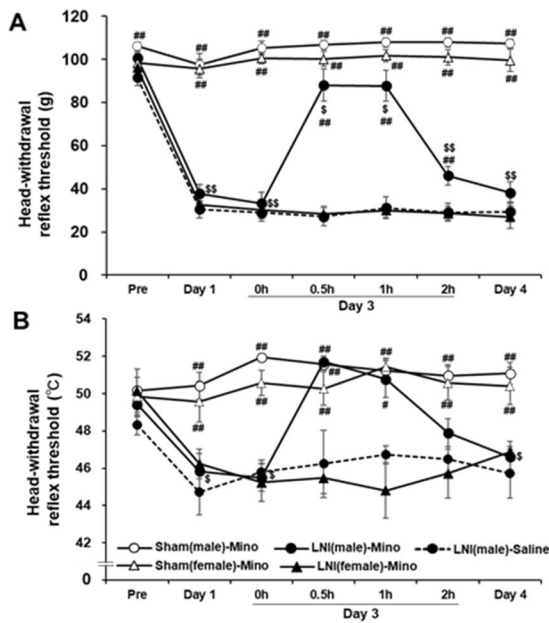 A
## ## ## ## ## ## ##
120
100
## ## ## ## ## ## ##
80
$ $
## ##
60
$$
##
40
$$ $$ $$
20
0
Head-withdrawal
reflex threshold (g)
Pre Day 1 0h 0.5h 1h 2h Day 4
Day 3
B
54
52
50
48
46
44
42
0
## ## ## ## ## ##
##
## ## ## # ## ##
$ $ $
Head-withdrawal
reflex threshold (℃)
Sham(male)-Mino LNI(male)-Mino LNI(male)-Saline
Sham(female)-Mino LNI(female)-Mino
Pre Day 1 0h 0.5h 1h 2h Day 4
Day 3